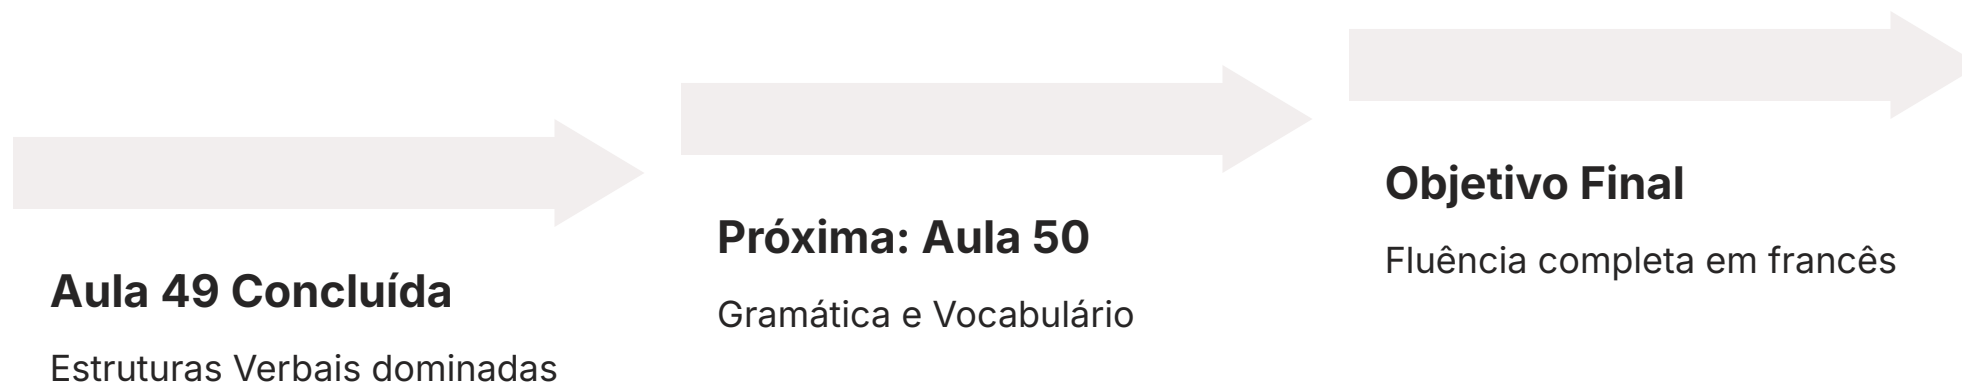 Aula 49 Concluída
Estruturas Verbais dominadas
Próxima: Aula 50
Gramática e Vocabulário
Objetivo Final
Fluência completa em francês